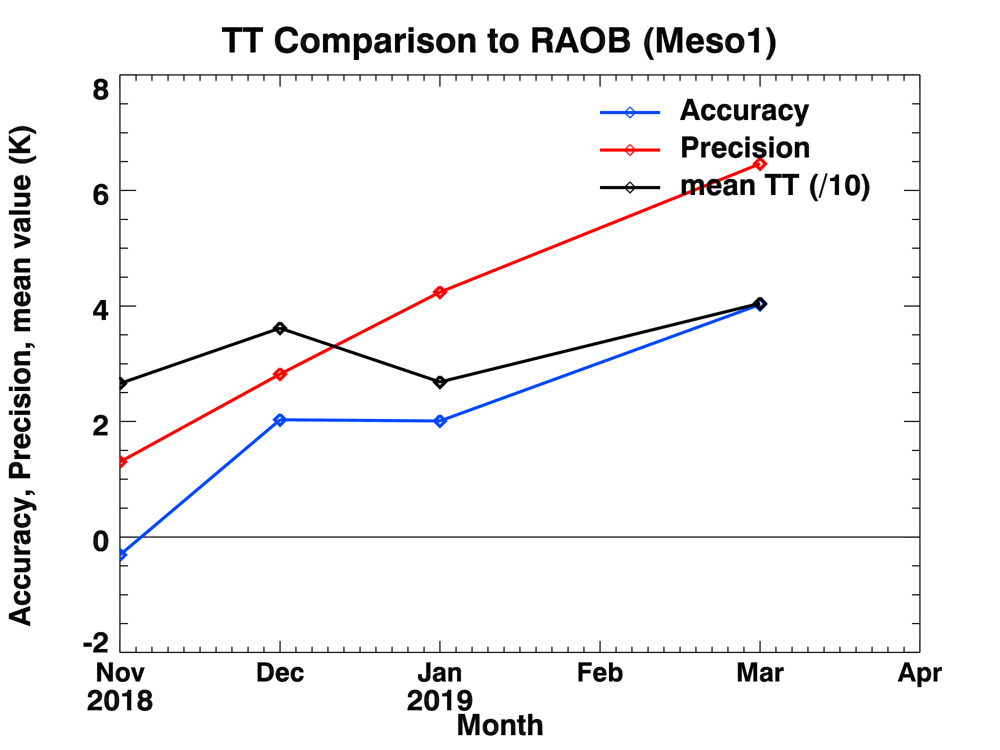 TT Comparison to RAOB (Meso1)
Accuracy, Precision, mean value (K)
8
6
4
2
0
-2
Accuracy
Precision
mean TT (/10)
Nov Dec Jan Feb Mar Apr
2018 2019
Month